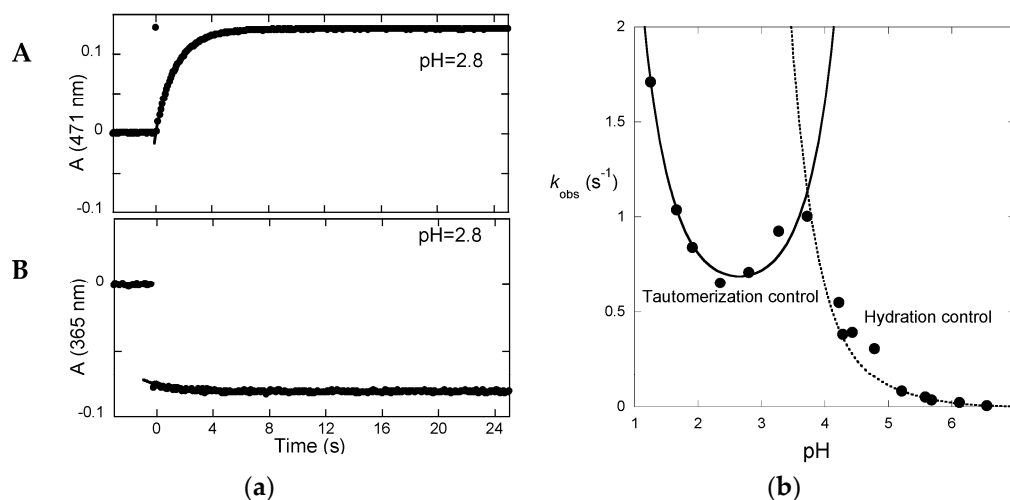 A
A (471 nm)
0.1
0
-0.1
pH=2.8
B
A (365 nm)
0
-0.1
pH=2.8
0 4 8 12 16 20 24
Time (s)
(a)
2
1.5
1
0.5
0
k_obs (s⁻¹)
Tautomerization control
Hydration control
1 2 3 4 5 6
pH
(b)